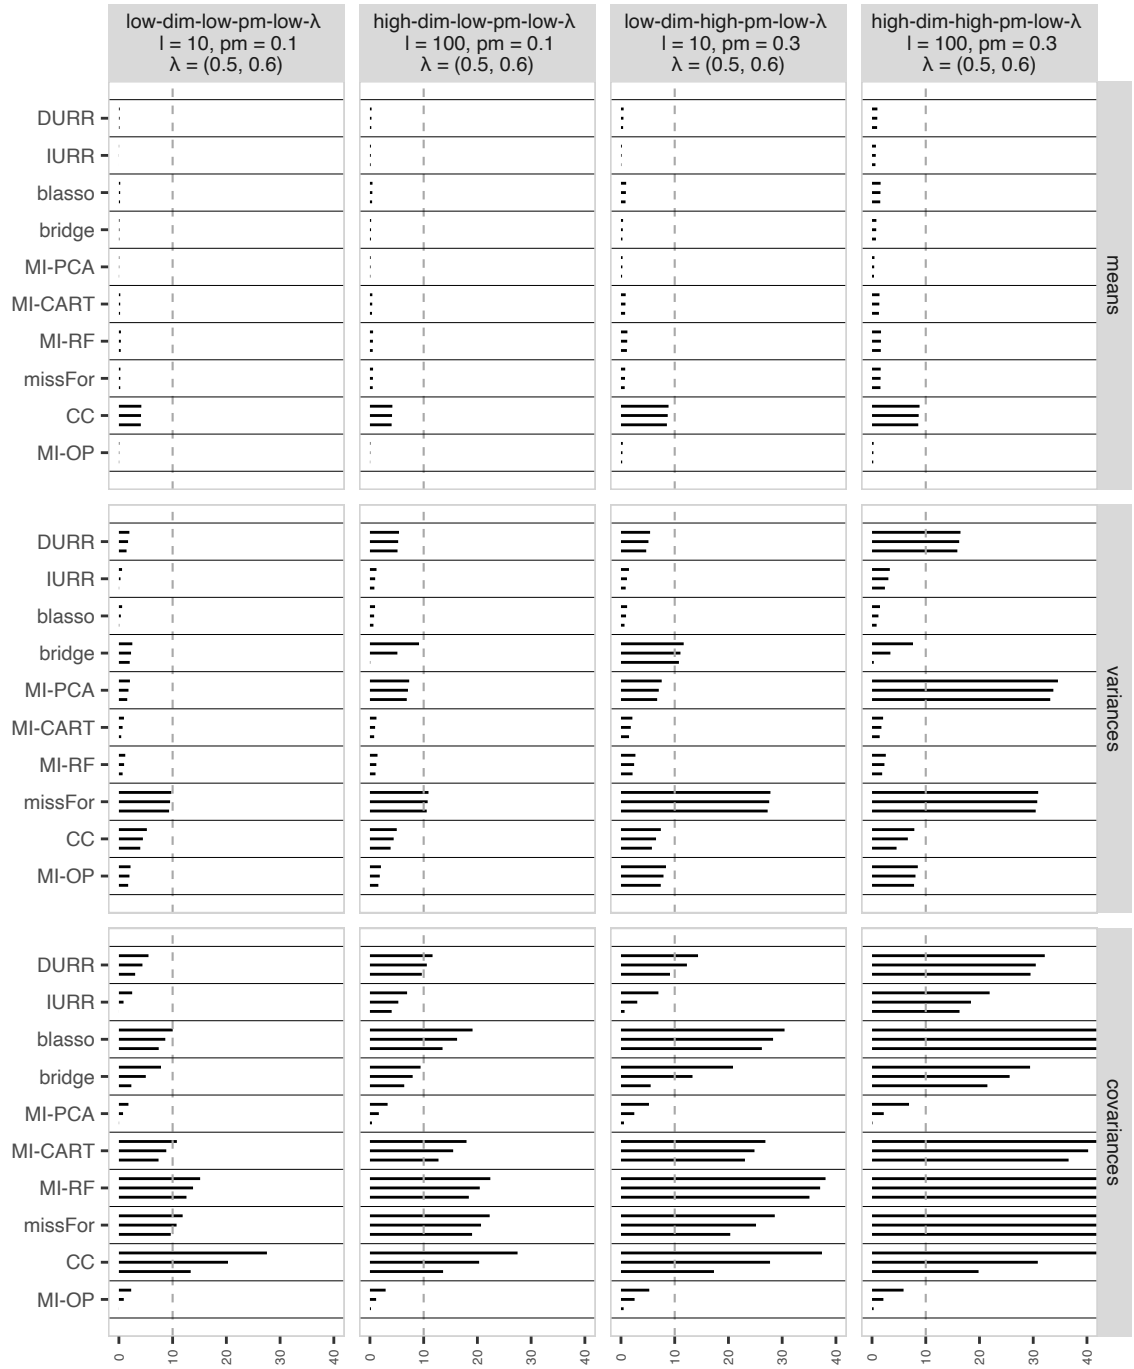 low-dim-low-pm-low-λ
l = 10, pm = 0.1
λ = (0.5, 0.6)
high-dim-low-pm-low-λ
l = 100, pm = 0.1
λ = (0.5, 0.6)
low-dim-high-pm-low-λ
l = 10, pm = 0.3
λ = (0.5, 0.6)
high-dim-high-pm-low-λ
l = 100, pm = 0.3
λ = (0.5, 0.6)
DURR
IURR
blasso
bridge
MI-PCA
MI-CART
MI-RF
missFor
CC
MI-OP
means
DURR
IURR
blasso
bridge
MI-PCA
MI-CART
MI-RF
missFor
CC
MI-OP
variances
DURR
IURR
blasso
bridge
MI-PCA
MI-CART
MI-RF
missFor
CC
MI-OP
covariances
0 10 20 30 40
0 10 20 30 40
0 10 20 30 40
0 10 20 30 40